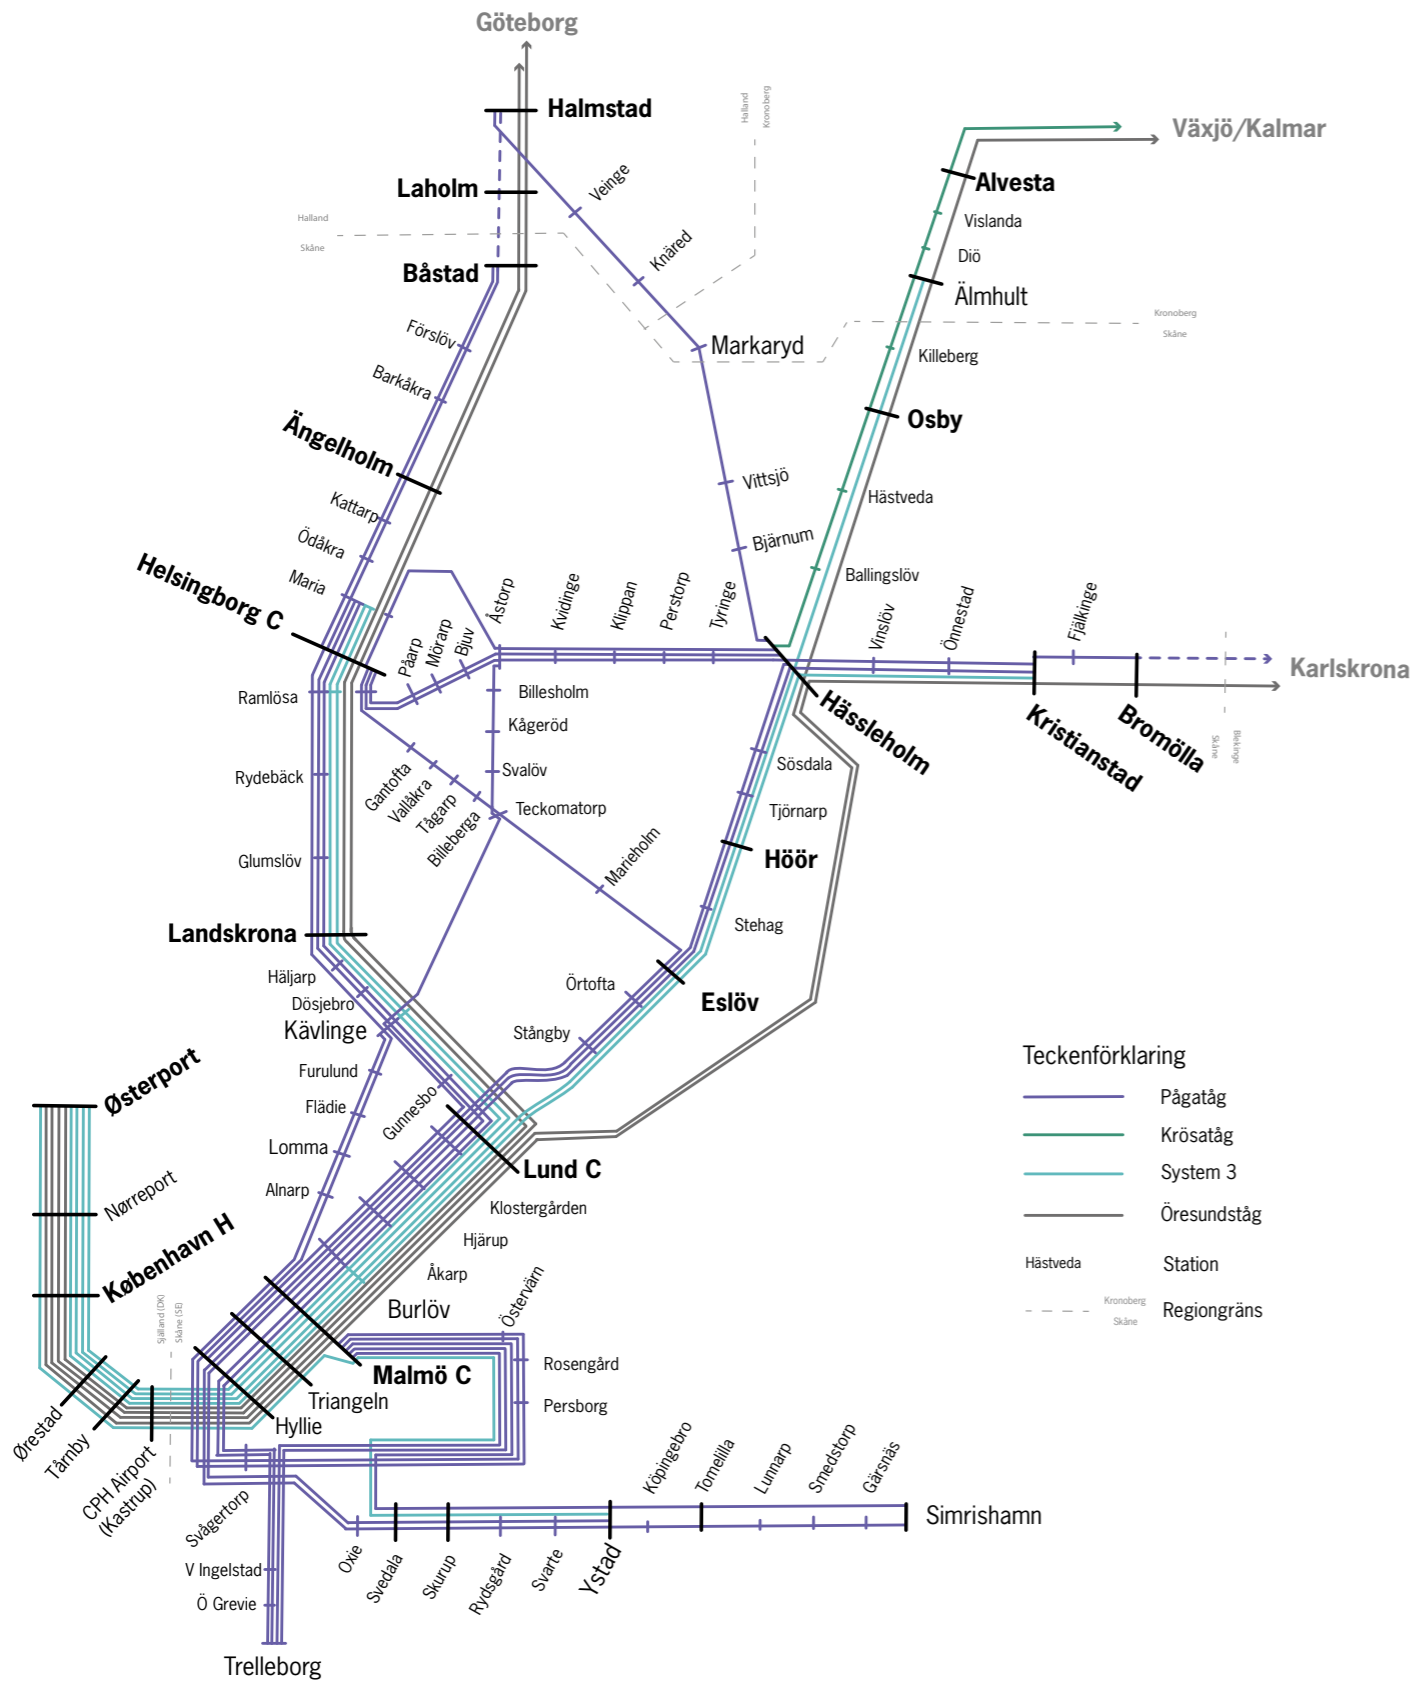 Göteborg
Halmstad
Halland
Kronoberg
Växjö/Kalmar
Veinge
Laholm
Alvesta
Halland
Skåne
Vislanda
Knäred
Diö
Båstad
Älmhult
Kronoberg
Skåne
Förslöv
Markaryd
Killeberg
Barkåkra
Osby
Ängelholm
Vittsjö
Hästveda
Kattarp
Bjärnum
Ödåkra
Ballingslöv
Maria
Helsingborg C
Åstorp
Kvidinge
Klippan
Perstorp
Tyringe
Vinslöv
Önnestad
Fjälkinge
Påarp
Mörarp
Bjuv
Karlskrona
Ramlösa
Billesholm
Hässleholm
Kristianstad
Bromölla
Skåne
Blekinge
Kågeröd
Rydebäck
Svalöv
Sösdala
Gantofta
Vallåkra
Tågarp
Billeberga
Teckomatorp
Tjörnarp
Glumslöv
Marieholm
Höör
Landskrona
Stehag
Häljarp
Örtofta
Eslöv
Dösjebro
Kävlinge
Stångby
Teckenförklaring
Østerport
Furulund
Pågatåg
Flädie
Gunnesbo
Krösatåg
Lomma
Lund C
System 3
Nørreport
Alnarp
Klostergården
Öresundståg
København H
Hjärup
Hästveda
Station
Åkarp
Själland (DK)
Skåne (SE)
Burlöv
Östervärn
Kronoberg
Skåne
Regiongräns
Malmö C
Rosengård
Triangeln
Persborg
Hyllie
Ørestad
Tårnby
CPH Airport
(Kastrup)
Svågertorp
Köpingebro
Tomelilla
Lunnarp
Smedstorp
Gärsnäs
Simrishamn
Oxie
Svedala
Skurup
Rydsgård
Svarte
Ystad
V Ingelstad
Ö Grevie
Trelleborg